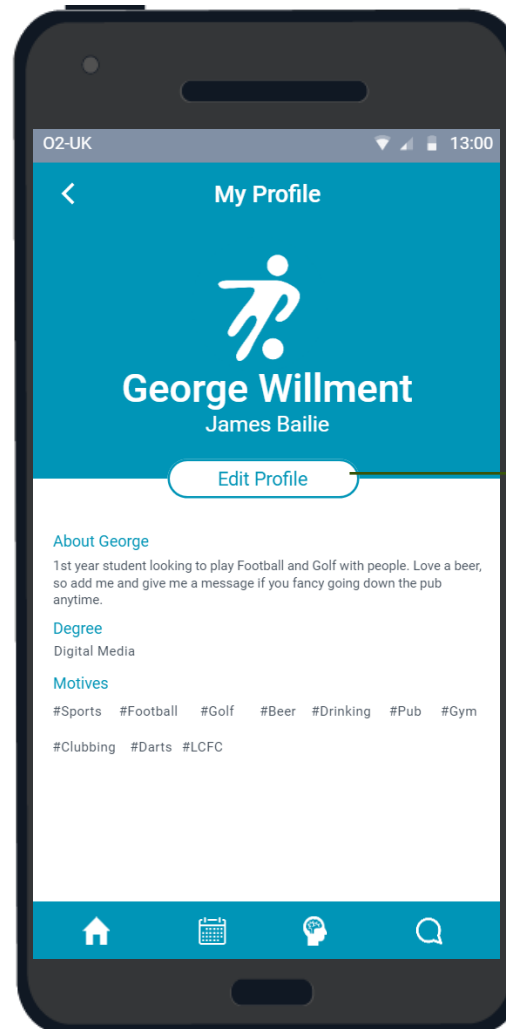 O2-UK 13:00
My Profile
George Willment
James Bailie
Edit Profile
About George
1st year student looking to play Football and Golf with people. Love a beer,
so add me and give me a message if you fancy going down the pub
anytime.
Degree
Digital Media
Motives
#Sports #Football #Golf #Beer #Drinking #Pub #Gym
#Clubbing #Darts #LCFC